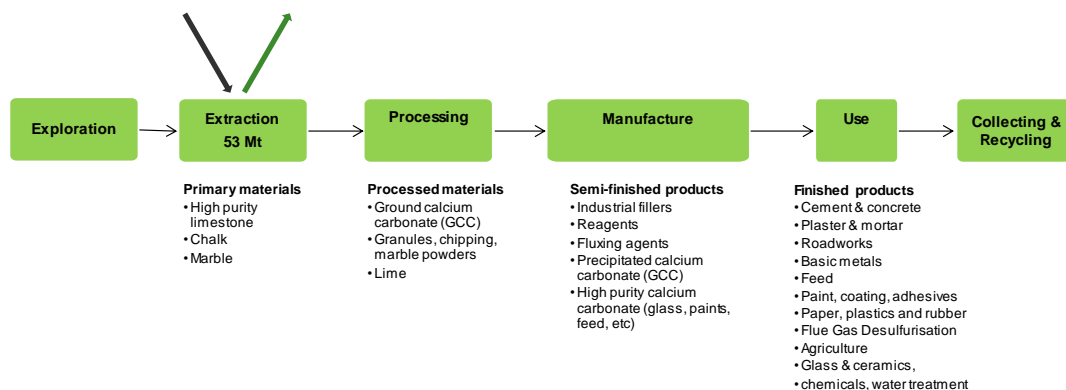 Exploration
Extraction
53 Mt
Processing
Manufacture
Use
Collecting &
Recycling
Primary materials
• High purity
limestone
• Chalk
• Marble
Processed materials
• Ground calcium
carbonate (GCC)
• Granules, chipping,
marble powders
• Lime
Semi-finished products
• Industrial fillers
• Reagents
• Fluxing agents
• Precipitated calcium
carbonate (GCC)
• High purity calcium
carbonate (glass, paints,
feed, etc)
Finished products
• Cement & concrete
• Plaster & mortar
• Roadworks
• Basic metals
• Feed
• Paint, coating, adhesives
• Paper, plastics and rubber
• Flue Gas Desulfurisation
• Agriculture
• Glass & ceramics,
• chemicals, water treatment